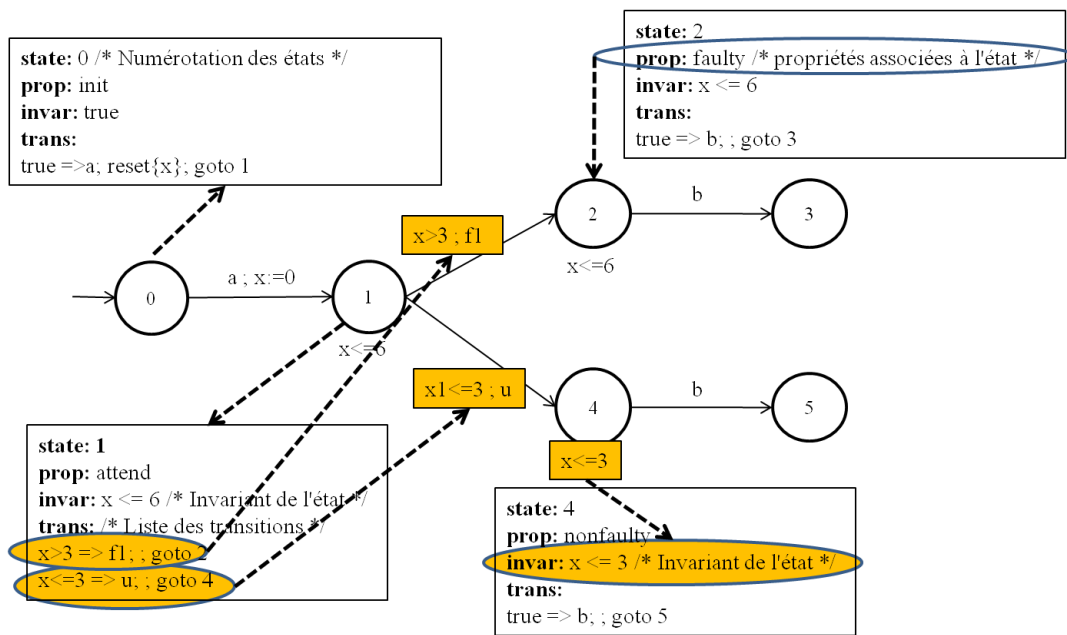 state: 0 /* Numérotation des états */
prop: init
invar: true
trans:
true =>a; reset{x}; goto 1
state: 2
prop: faulty /* propriétés associées à l'état */
invar: x <= 6
trans:
true => b; ; goto 3
x>3 ; f1
2
b
3
x<=6
0
a ; x:=0
1
x<=6
x1<=3 ; u
4
b
5
x<=3
state: 1
prop: attend
invar: x <= 6 /* Invariant de l'état */
trans: /* Liste des transitions */
x>3 => f1; ; goto 2
x<=3 => u; ; goto 4
state: 4
prop: nonfaulty
invar: x <= 3 /* Invariant de l'état */
trans:
true => b; ; goto 5